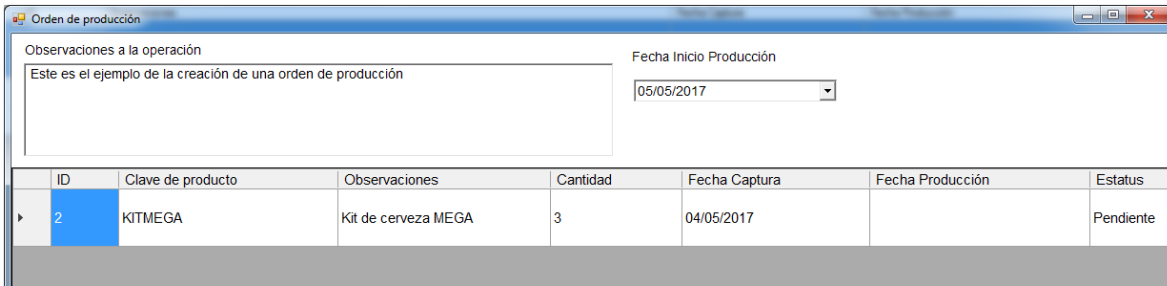 Orden de producción
Observaciones a la operación
Este es el ejemplo de la creación de una orden de producción
Fecha Inicio Producción
05/05/2017
ID Clave de producto Observaciones Cantidad Fecha Captura Fecha Producción Estatus
2 KITMEGA Kit de cerveza MEGA 3 04/05/2017 Pendiente